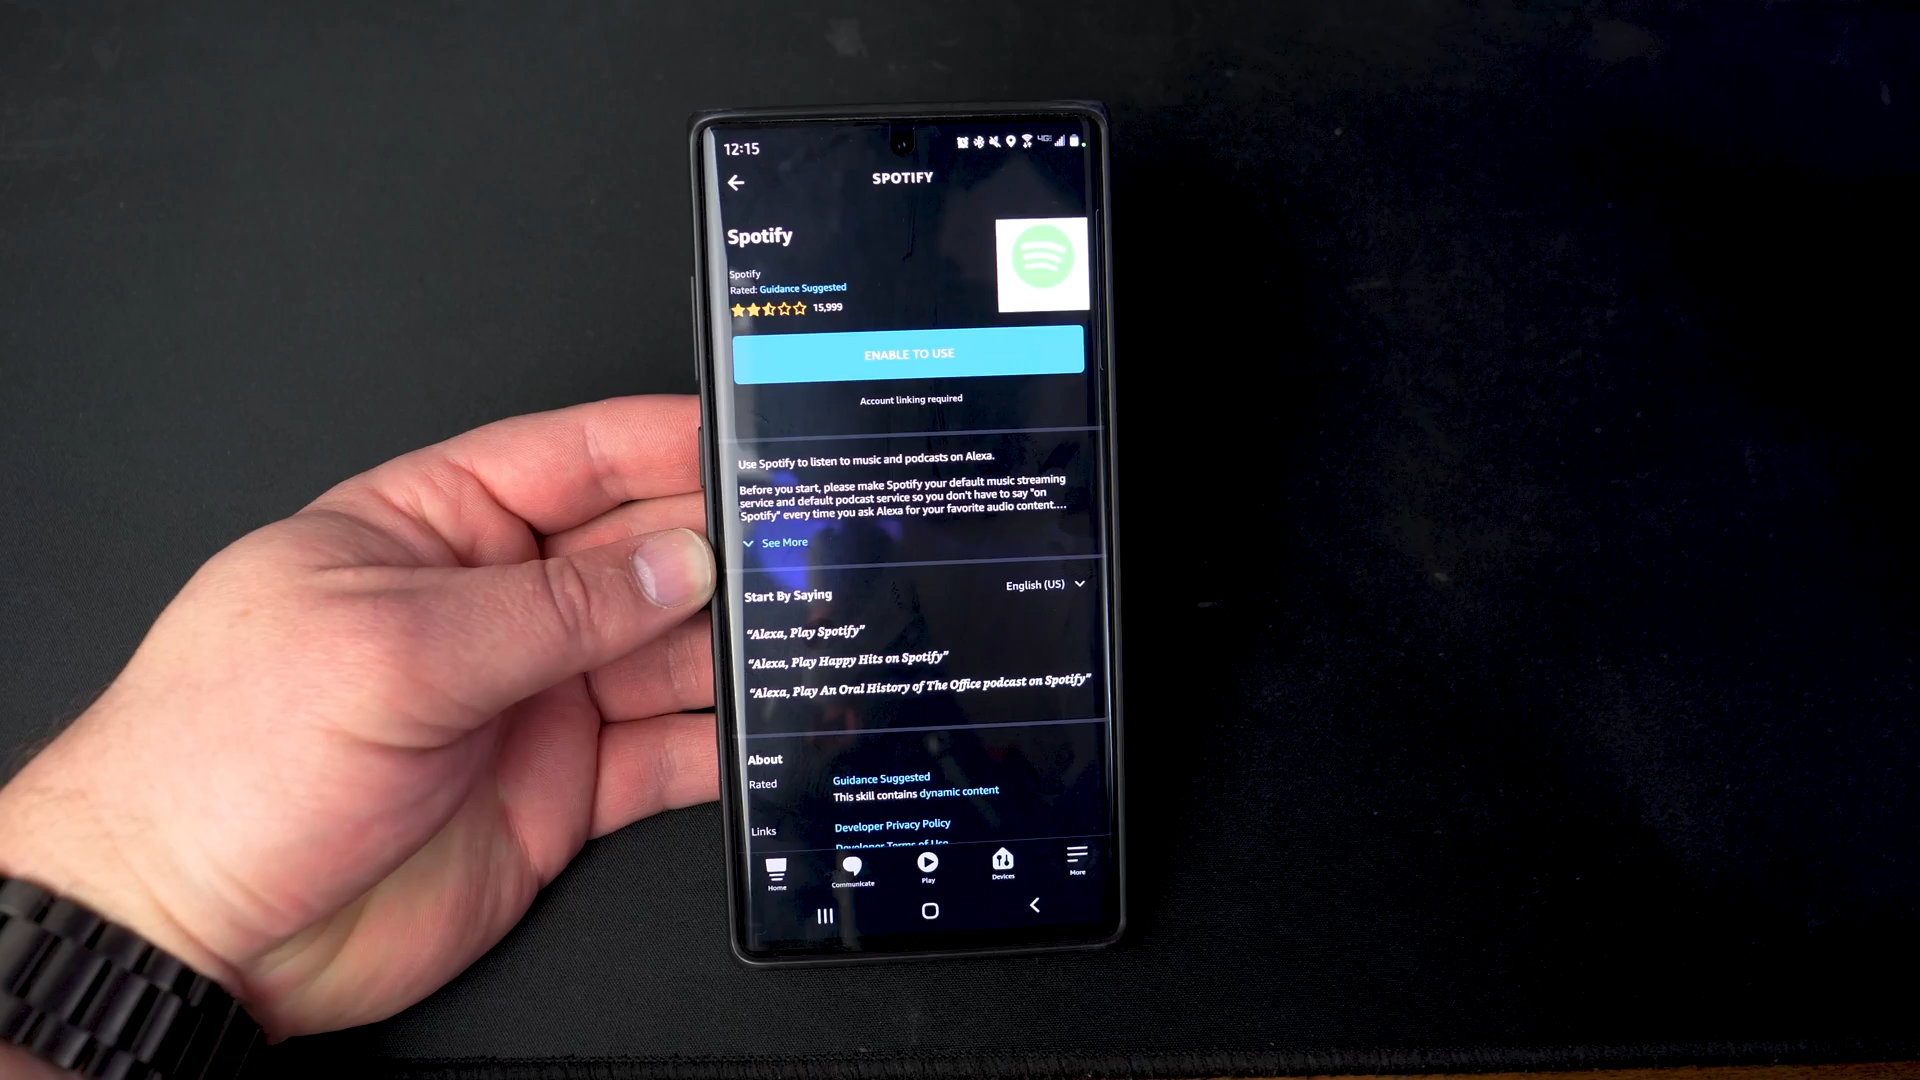 12:15
SPOTIFY
Spotify
Spotify
Rated: Guidance Suggested
15,999
ENABLE TO USE
Account linking required
Use Spotify to listen to music and podcasts on Alexa.
Before you start, please make Spotify your default music streaming
service and default podcast service so you don't have to say "on
Spotify" every time you ask Alexa for your favorite audio content....
See More
Start By Saying
English (US)
“Alexa, Play Spotify”
“Alexa, Play Happy Hits on Spotify”
“Alexa, Play An Oral History of The Office podcast on Spotify”
About
Rated
Guidance Suggested
This skill contains dynamic content
Links
Developer Privacy Policy
Developer Terms of Use
Home
Communicate
Play
Devices
More